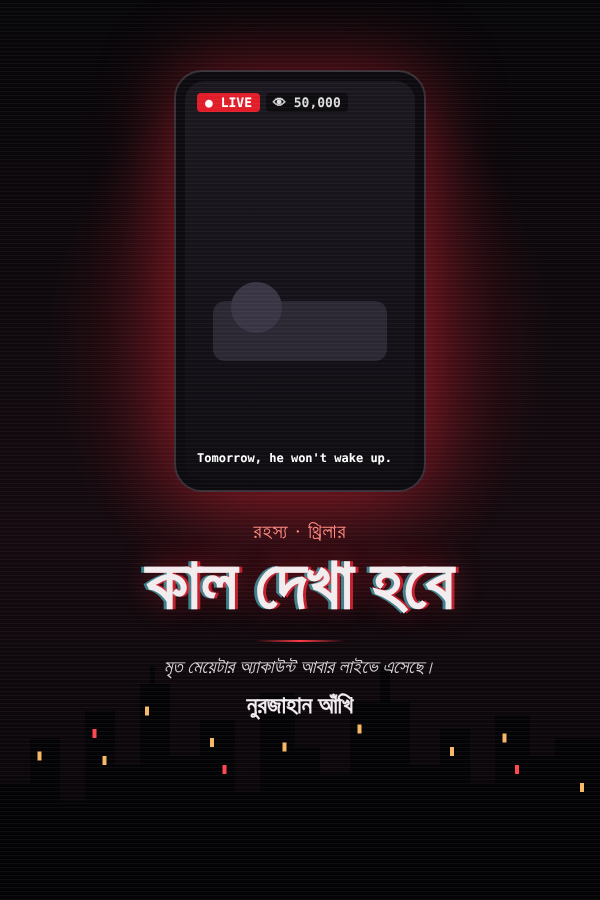 ● LIVE 👁 50,000
Tomorrow, he won't wake up.
রহস্য · থ্রিলার
কাল দেখা হবে
মৃত মেয়েটার অ্যাকাউন্ট আবার লাইভে এসেছে।
নুরজাহান আঁখি